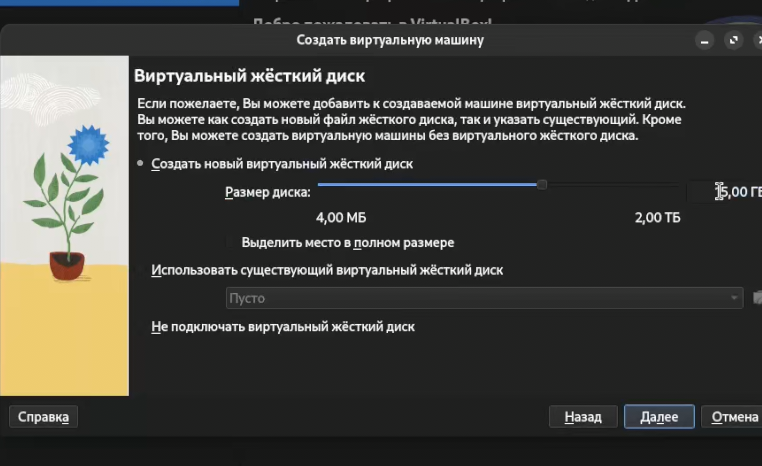 Добро пожаловать в VirtualBox!
Создать виртуальную машину
Виртуальный жёсткий диск
Если пожелаете, Вы можете добавить к создаваемой машине виртуальный жёсткий диск.
Вы можете как создать новый файл жёсткого диска, так и указать существующий. Кроме
того, Вы можете создать виртуальную машины без виртуального жёсткого диска.
Создать новый виртуальный жёсткий диск
Размер диска:
5,00 ГБ
4,00 МБ 2,00 ТБ
Выделить место в полном размере
Использовать существующий виртуальный жёсткий диск
Пусто
Не подключать виртуальный жёсткий диск
Справка Назад Далее Отмена